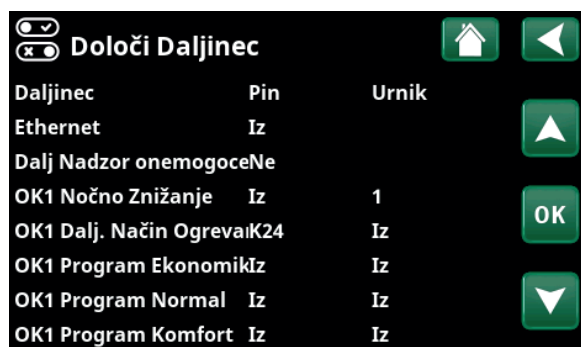 Določi Daljinec
Daljinec Pin Urnik
Ethernet Iz
Dalj Nadzor onemogoceNe
OK1 Nočno Znižanje Iz 1
OK1 Dalj. Način OgrevaıK24 Iz
OK1 Program EkonomikIz Iz
OK1 Program Normal Iz Iz
OK1 Program Komfort Iz Iz
OK